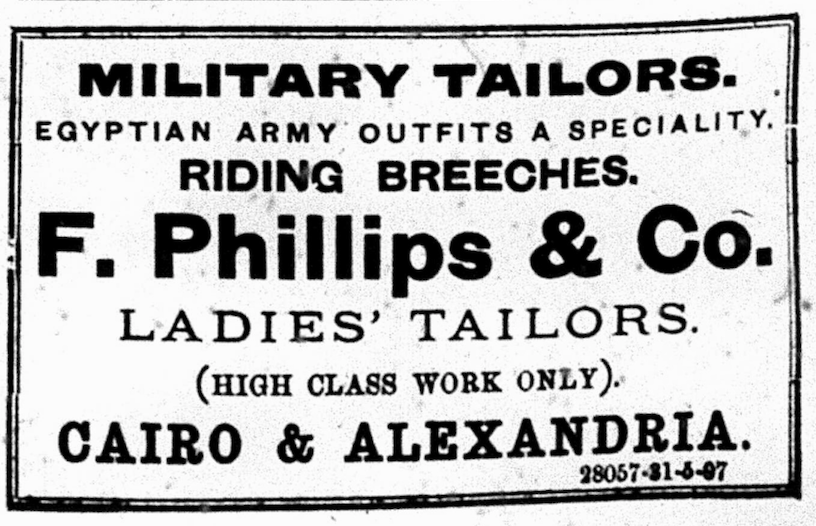 MILITARY TAILORS.
EGYPTIAN ARMY OUTFITS A SPECIALITY.
RIDING BREECHES.
F. Phillips & Co.
LADIES' TAILORS.
(HIGH CLASS WORK ONLY).
CAIRO & ALEXANDRIA.
28057-31-5-07